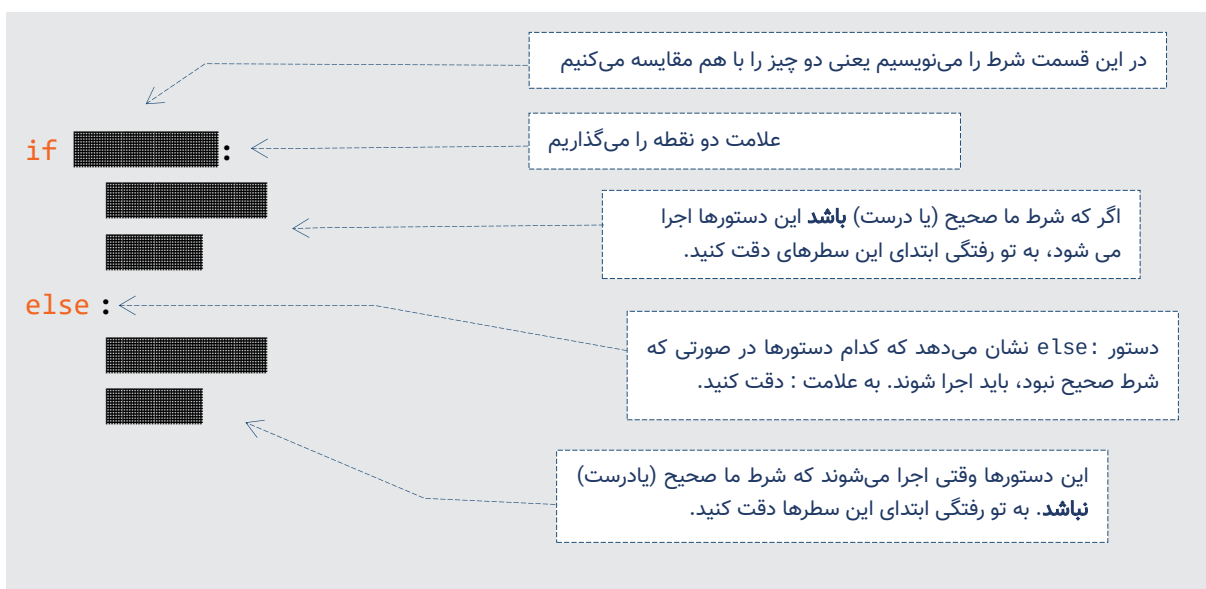 در این قسمت شرط را می‌نویسیم یعنی دو چیز را با هم مقایسه می‌کنیم
if :
علامت دو نقطه را می‌گذاریم
اگر که شرط ما صحیح (یا درست) باشد این دستورها اجرا
می شود، به تو رفتگی ابتدای این سطرهای دقت کنید.
else :
دستور else: نشان می‌دهد که کدام دستورها در صورتی که
شرط صحیح نبود، باید اجرا شوند. به علامت : دقت کنید.
این دستورها وقتی اجرا می‌شوند که شرط ما صحیح (یادرست)
نباشد. به تو رفتگی ابتدای این سطرها دقت کنید.